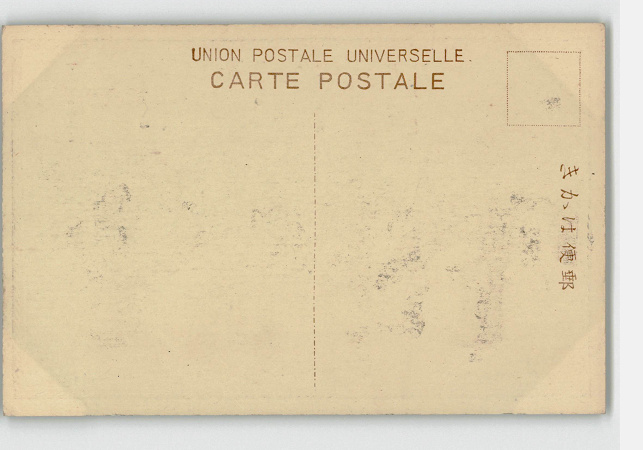 UNION POSTALE UNIVERSELLE.
CARTE POSTALE
きかは便郵